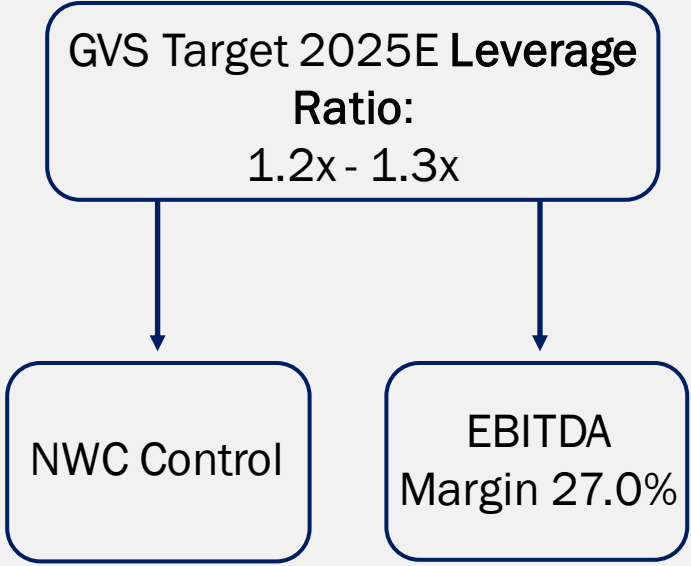 GVS Target 2025E Leverage
Ratio:
1.2x - 1.3x
NWC Control
EBITDA
Margin 27.0%